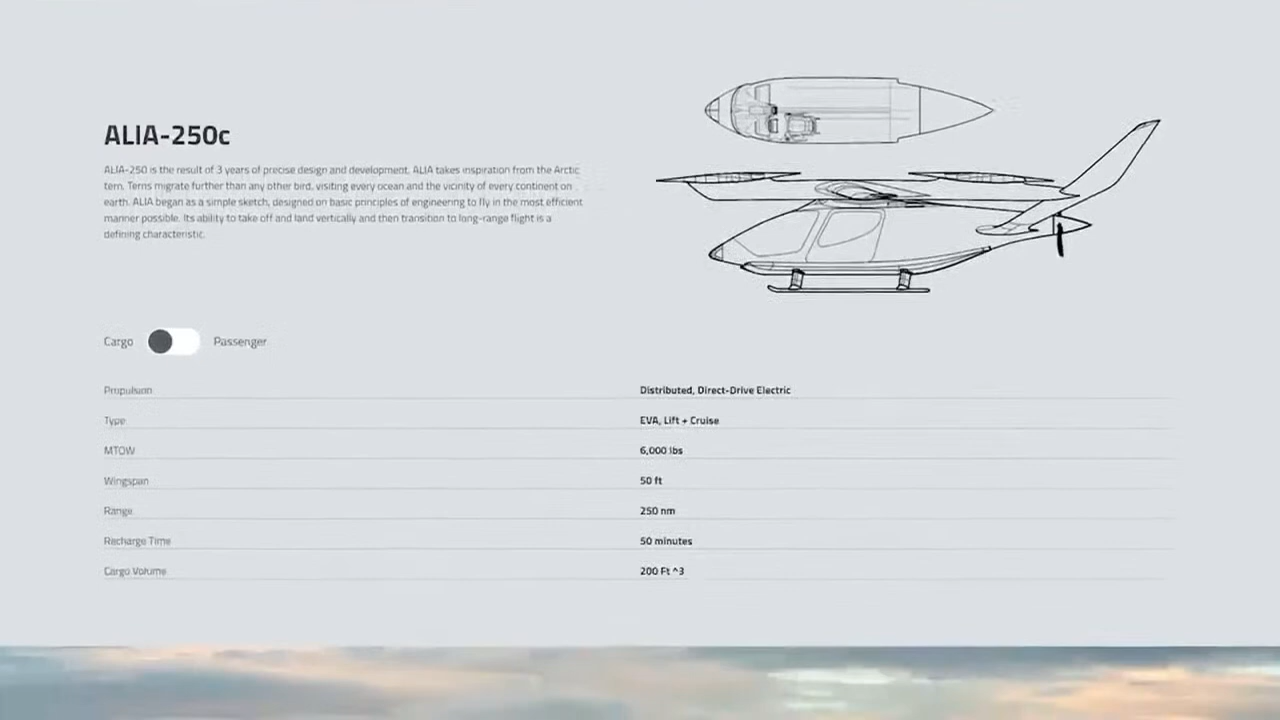 ALIA-250c
ALIA-250 is the result of 3 years of precise design and development. ALIA takes inspiration from the Arctic
tern. Terns migrate further than any other bird, visiting every ocean and the vicinity of every continent on
earth. ALIA began as a simple sketch, designed on basic principles of engineering to fly in the most efficient
manner possible. Its ability to take off and land vertically and then transition to long-range flight is a
defining characteristic.
Cargo Passenger
Propulsion Distributed, Direct-Drive Electric
Type EVA, Lift + Cruise
MTOW 6,000 lbs
Wingspan 50 ft
Range 250 nm
Recharge Time 50 minutes
Cargo Volume 200 Ft ^3